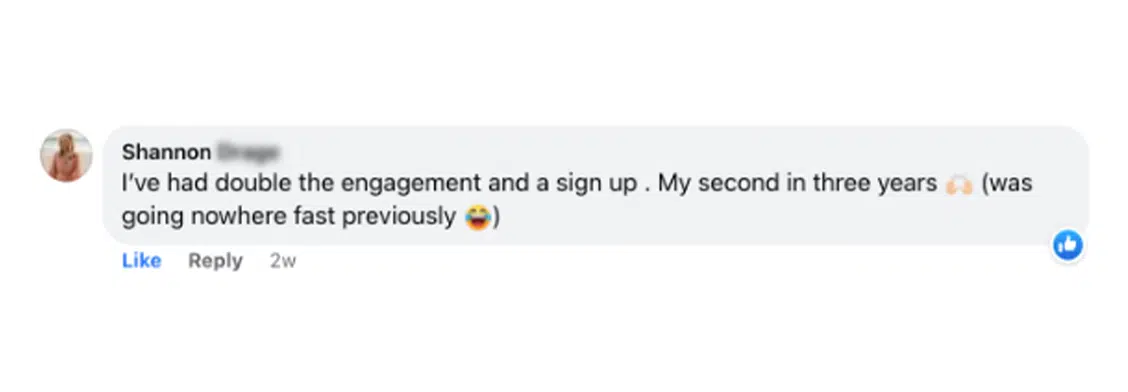 Shannon
I've had double the engagement and a sign up . My second in three years 🙌🏻 (was
going nowhere fast previously 😂)
Like Reply 2w